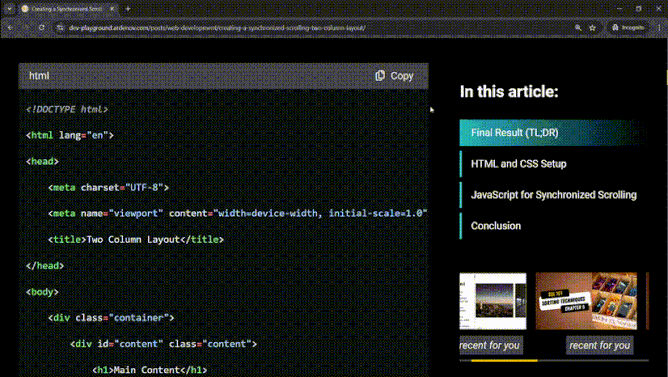 Creating a Synchronized Scroll
dev-playground.ardenov.com/posts/web-development/creating-a-synchronized-scrolling-two-column-layout/
Incognito
html
Copy
<!DOCTYPE html>
<html lang="en">
<head>
<meta charset="UTF-8">
<meta name="viewport" content="width=device-width, initial-scale=1.0"
<title>Two Column Layout</title>
</head>
<body>
<div class="container">
<div id="content" class="content">
<h1>Main Content</h1>
In this article:
Final Result (TL;DR)
HTML and CSS Setup
JavaScript for Synchronized Scrolling
Conclusion
SORTING TECHNIQUES
CHAPTER 6
recent for you
recent for you